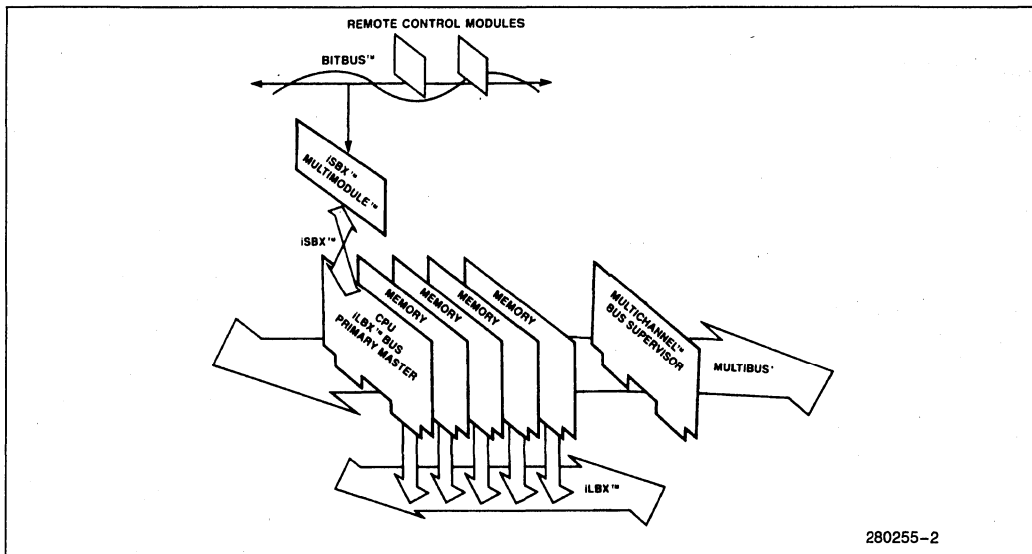 REMOTE CONTROL MODULES
BITBUS™
iSBX™
MULTIMODULE™
iSBX™
CPU
iLBX™ BUS
PRIMARY MASTER
MEMORY
MEMORY
MEMORY
MEMORY
MULTICHANNEL™
BUS SUPERVISOR
MULTIBUS®
iLBX™
280255-2